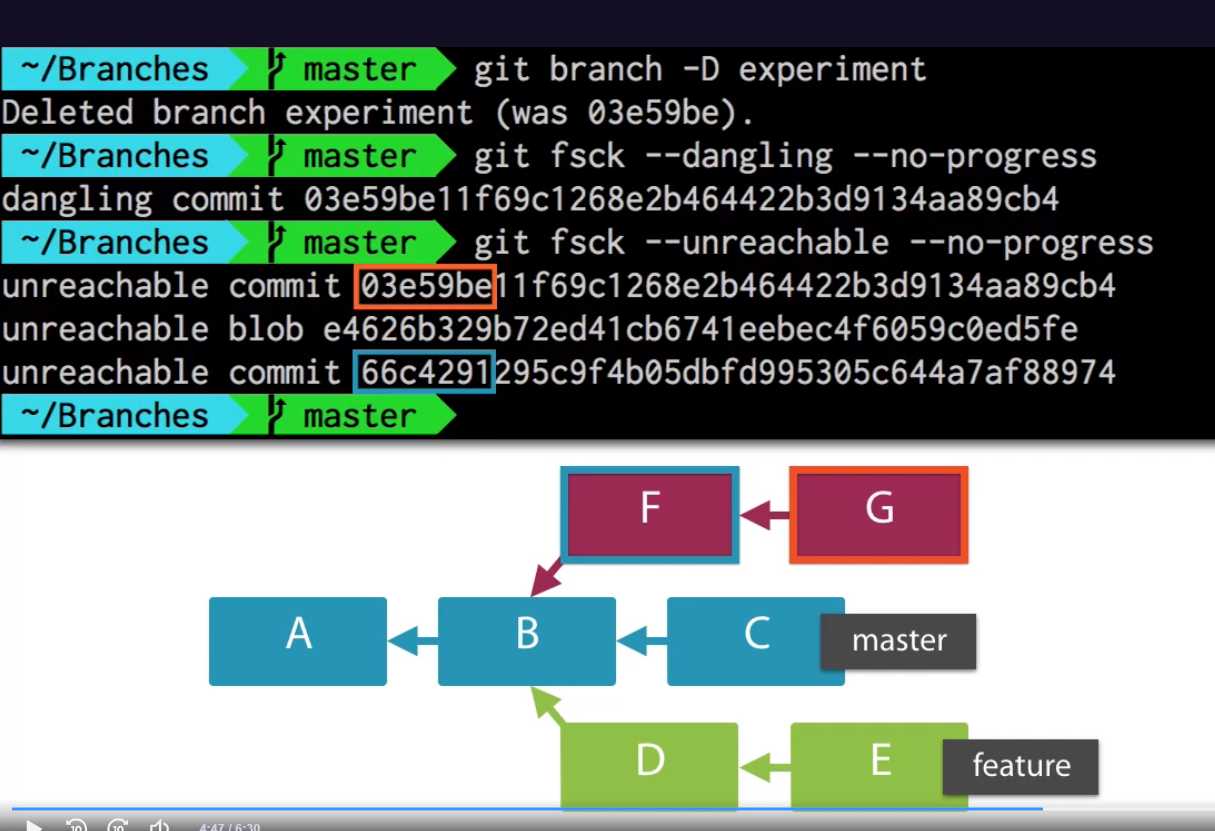 ~/Branches master git branch -D experiment
Deleted branch experiment (was 03e59be).
~/Branches master git fsck --dangling --no-progress
dangling commit 03e59be11f69c1268e2b464422b3d9134aa89cb4
~/Branches master git fsck --unreachable --no-progress
unreachable commit 03e59be11f69c1268e2b464422b3d9134aa89cb4
unreachable blob e4626b329b72ed41cb6741eebec4f6059c0ed5fe
unreachable commit 66c4291295c9f4b05dbfd995305c644a7af88974
~/Branches master
F G
A B C master
D E feature
10 10 4:47 / 6:30